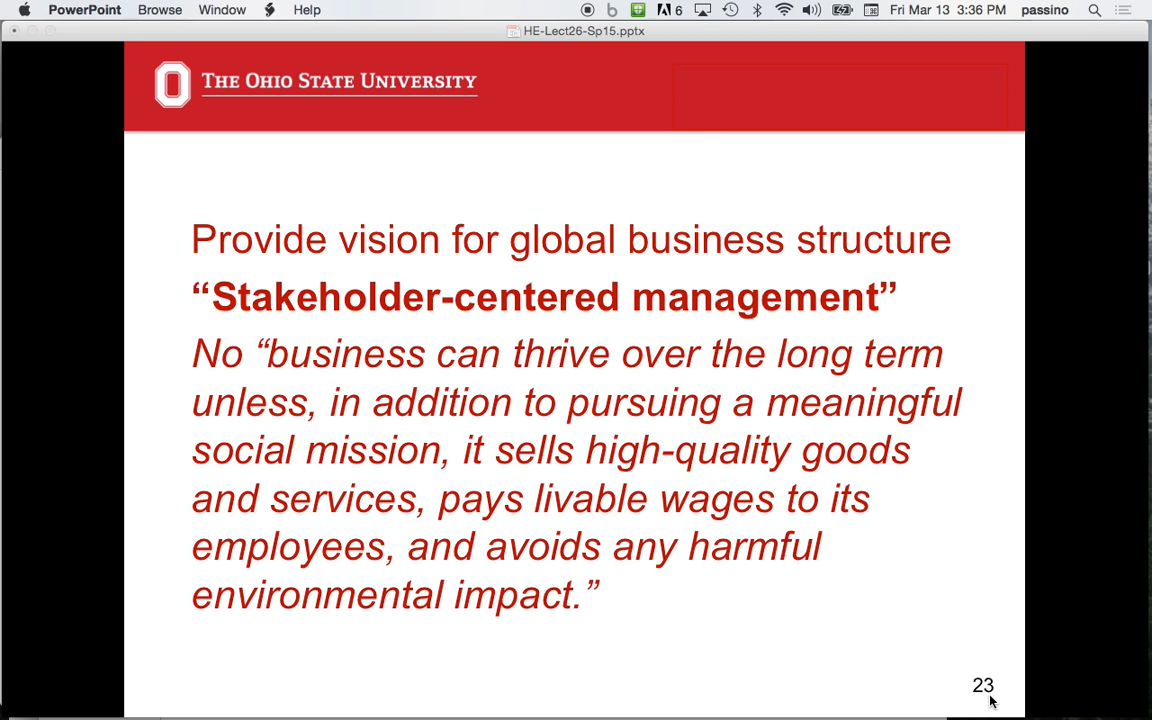 PowerPoint Browse Window Help 6 Fri Mar 13 3:36 PM passino
HE-Lect26-Sp15.pptx
THE OHIO STATE UNIVERSITY
Provide vision for global business structure
“Stakeholder-centered management”
No “business can thrive over the long term
unless, in addition to pursuing a meaningful
social mission, it sells high-quality goods
and services, pays livable wages to its
employees, and avoids any harmful
environmental impact.”
23